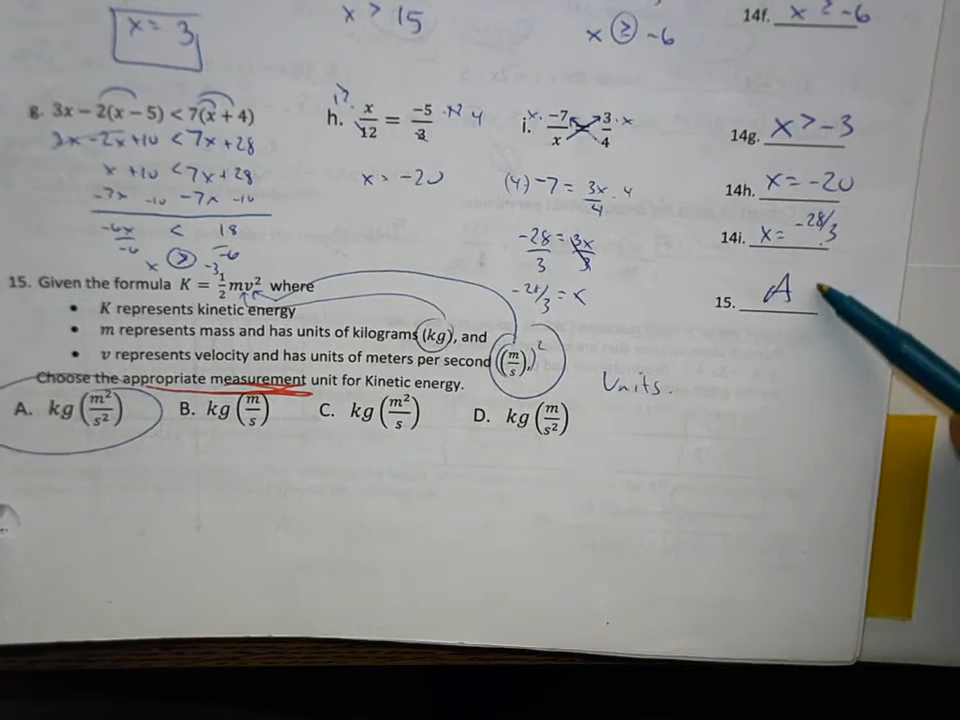 x = 3
x > 15
x ≥ -6
14f. x ≥ -6
g. 3x − 2(x − 5) < 7(x + 4)
3x - 2x + 10 < 7x + 28
x + 10 < 7x + 28
-7x -10 -7x -10
-6x < 18
-6 -6
x > -3
h. x/12 = -5/3
x = -20
i. -7/x = 3/4 · x
(4) -7 = 3x/4 · 4
-28/3 = 3x/3
-28/3 = x
14g. x > -3
14h. x = -20
14i. x = -28/3
15. A
15. Given the formula K = ½mv² where
• K represents kinetic energy
• m represents mass and has units of kilograms (kg), and
• v represents velocity and has units of meters per second (m/s).²
Choose the appropriate measurement unit for Kinetic energy.
Units.
A. kg (m²/s²) B. kg (m/s) C. kg (m²/s) D. kg (m/s²)